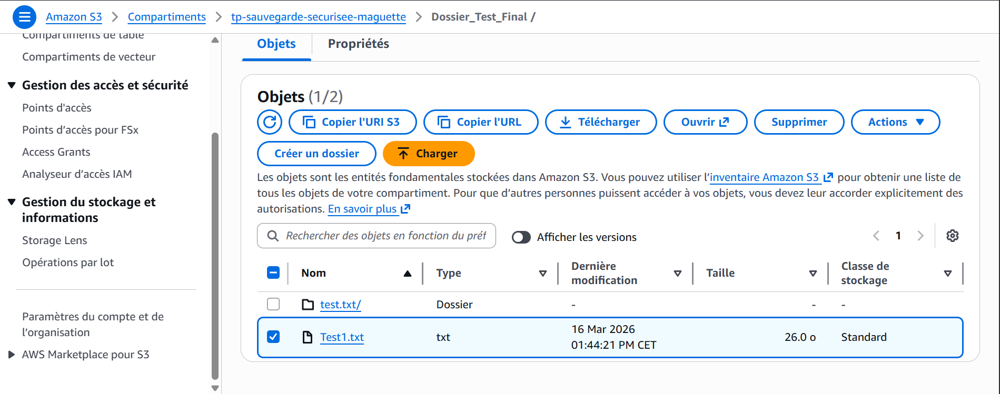 Amazon S3 > Compartiments > tp-sauvegarde-securisee-maguette > Dossier_Test_Final /
Compartiments de table
Compartiments de vecteur
Gestion des accès et sécurité
Points d'accès
Points d’accès pour FSx
Access Grants
Analyseur d’accès IAM
Gestion du stockage et
informations
Storage Lens
Opérations par lot
Paramètres du compte et de
l’organisation
AWS Marketplace pour S3
Objets Propriétés
Objets (1/2)
Copier l'URI S3 Copier l'URL Télécharger Ouvrir Supprimer Actions
Créer un dossier Charger
Les objets sont les entités fondamentales stockées dans Amazon S3. Vous pouvez utiliser l’inventaire Amazon S3 pour obtenir une liste de
tous les objets de votre compartiment. Pour que d’autres personnes puissent accéder à vos objets, vous devez leur accorder explicitement des
autorisations. En savoir plus
Rechercher des objets en fonction du préf Afficher les versions 1
Nom Type Dernière modification Taille Classe de stockage
test.txt/ Dossier - - -
Test1.txt txt 16 Mar 2026 01:44:21 PM CET 26.0 o Standard